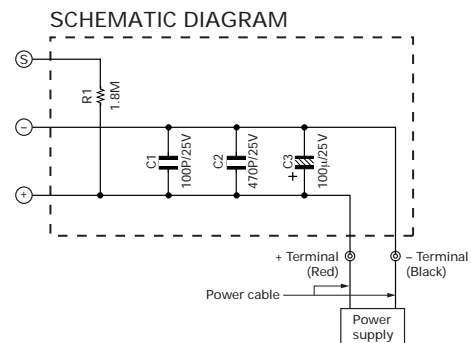 SCHEMATIC DIAGRAM
S
R1
1.8M
−
C1
100P/25V
C2
470P/25V
C3
100µ/25V
+
+
+ Terminal
(Red)
− Terminal
(Black)
Power cable
Power
supply